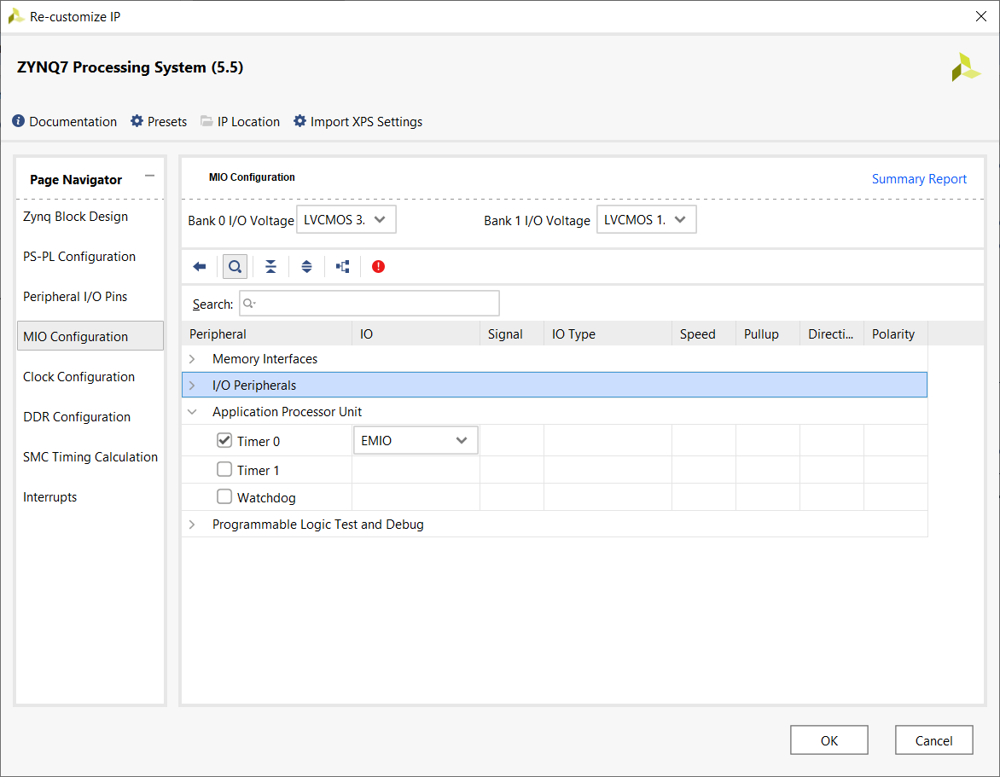 Re-customize IP
ZYNQ7 Processing System (5.5)
Documentation Presets IP Location Import XPS Settings
Page Navigator
Zynq Block Design
PS-PL Configuration
Peripheral I/O Pins
MIO Configuration
Clock Configuration
DDR Configuration
SMC Timing Calculation
Interrupts
MIO Configuration Summary Report
Bank 0 I/O Voltage LVCMOS 3. Bank 1 I/O Voltage LVCMOS 1.
Search:
Peripheral IO Signal IO Type Speed Pullup Directi... Polarity
Memory Interfaces
I/O Peripherals
Application Processor Unit
Timer 0 EMIO
Timer 1
Watchdog
Programmable Logic Test and Debug
OK Cancel